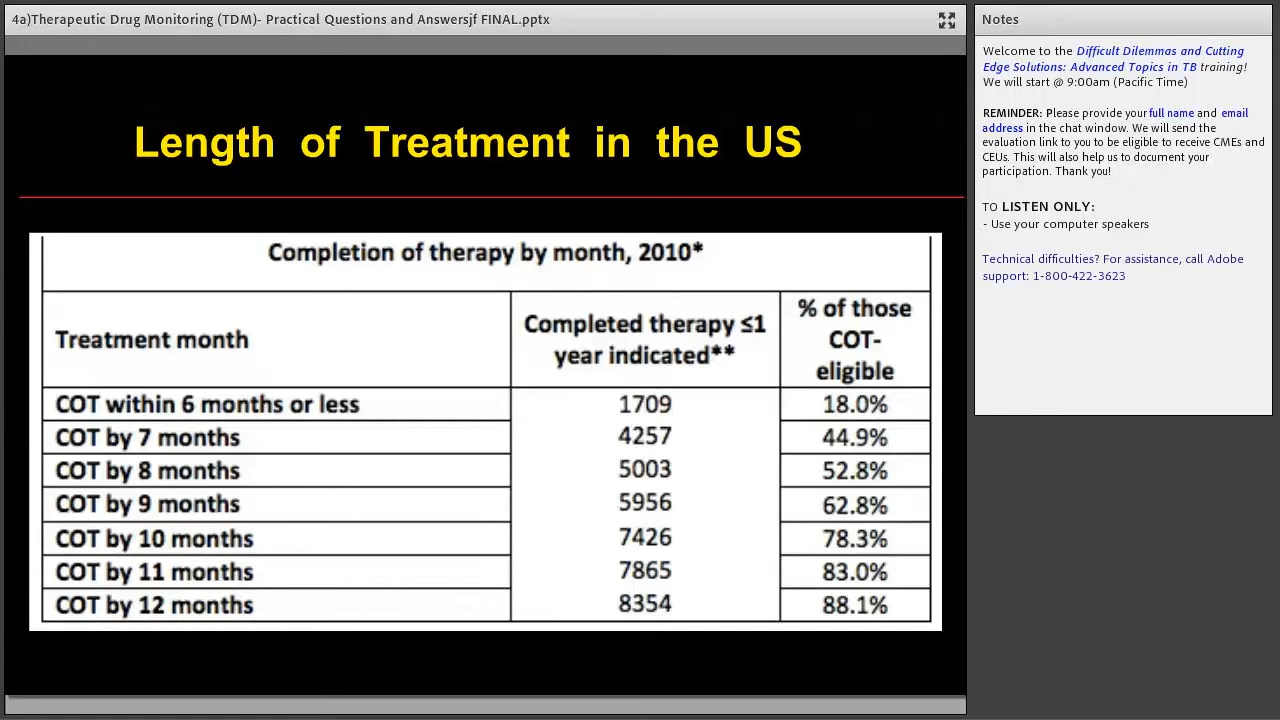 4a)Therapeutic Drug Monitoring (TDM)- Practical Questions and Answersjf FINAL.pptx
Length of Treatment in the US
Completion of therapy by month, 2010*
Treatment month
Completed therapy ≤1
year indicated**
% of those
COT-
eligible
COT within 6 months or less 1709 18.0%
COT by 7 months 4257 44.9%
COT by 8 months 5003 52.8%
COT by 9 months 5956 62.8%
COT by 10 months 7426 78.3%
COT by 11 months 7865 83.0%
COT by 12 months 8354 88.1%
Notes
Welcome to the Difficult Dilemmas and Cutting
Edge Solutions: Advanced Topics in TB training!
We will start @ 9:00am (Pacific Time)
REMINDER: Please provide your full name and email
address in the chat window. We will send the
evaluation link to you to be eligible to receive CMEs and
CEUs. This will also help us to document your
participation. Thank you!
TO LISTEN ONLY:
- Use your computer speakers
Technical difficulties? For assistance, call Adobe
support: 1-800-422-3623